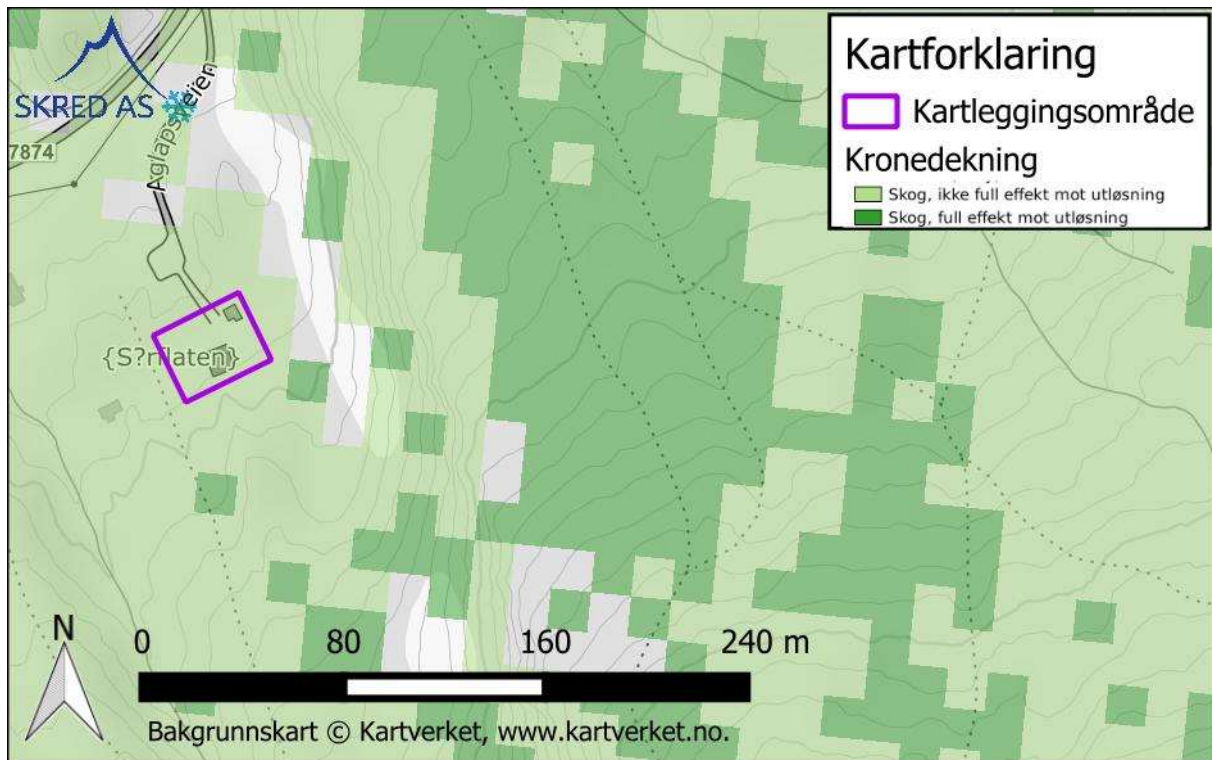 SKRED AS
Aglapsveien
7874
{S?rflaten}
Kartforklaring
Kartleggingsområde
Kronedekning
Skog, ikke full effekt mot utløsning
Skog, full effekt mot utløsning
N
0 80 160 240 m
Bakgrunnskart © Kartverket, www.kartverket.no.